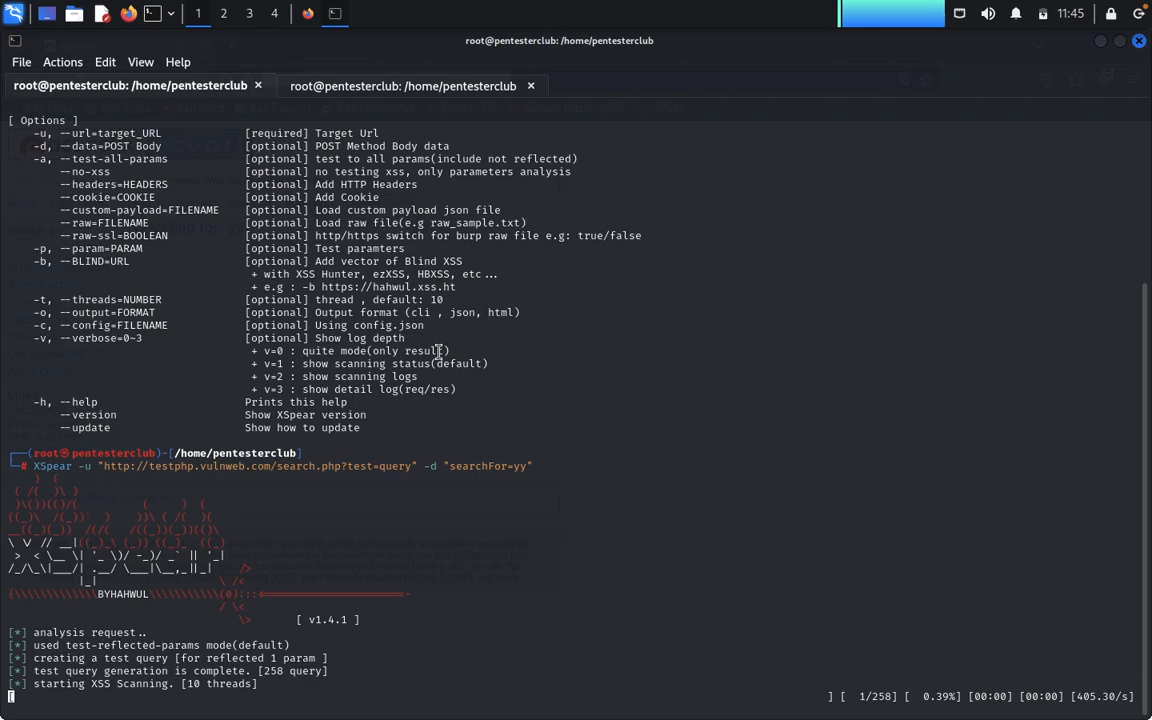 1 2 3 4 11:45
root@pentesterclub: /home/pentesterclub
File Actions Edit View Help
root@pentesterclub: /home/pentesterclub × root@pentesterclub: /home/pentesterclub ×
[ Options ]
-u, --url=target_URL [required] Target Url
-d, --data=POST Body [optional] POST Method Body data
-a, --test-all-params [optional] test to all params(include not reflected)
--no-xss [optional] no testing xss, only parameters analysis
--headers=HEADERS [optional] Add HTTP Headers
--cookie=COOKIE [optional] Add Cookie
--custom-payload=FILENAME [optional] Load custom payload json file
--raw=FILENAME [optional] Load raw file(e.g raw_sample.txt)
--raw-ssl=BOOLEAN [optional] http/https switch for burp raw file e.g: true/false
-p, --param=PARAM [optional] Test paramters
-b, --BLIND=URL [optional] Add vector of Blind XSS
+ with XSS Hunter, ezXSS, HBXSS, etc...
+ e.g : -b https://hahwul.xss.ht
-t, --threads=NUMBER [optional] thread , default: 10
-o, --output=FORMAT [optional] Output format (cli , json, html)
-c, --config=FILENAME [optional] Using config.json
-v, --verbose=0~3 [optional] Show log depth
+ v=0 : quite mode(only result)
+ v=1 : show scanning status(default)
+ v=2 : show scanning logs
+ v=3 : show detail log(req/res)
-h, --help Prints this help
--version Show XSpear version
--update Show how to update
┌──(root㉿pentesterclub)-[/home/pentesterclub]
└─# XSpear -u "http://testphp.vulnweb.com/search.php?test=query" -d "searchFor=yy"
{\\\\\\\\\\\\\BYHAWUL\\\\\\\\\\\(0):::<======================-
[ v1.4.1 ]
[*] analysis request..
[*] used test-reflected-params mode(default)
[*] creating a test query [for reflected 1 param ]
[*] test query generation is complete. [258 query]
[*] starting XSS Scanning. [10 threads]
[ ] [ 1/258] [ 0.39%] [00:00] [00:00] [405.30/s]